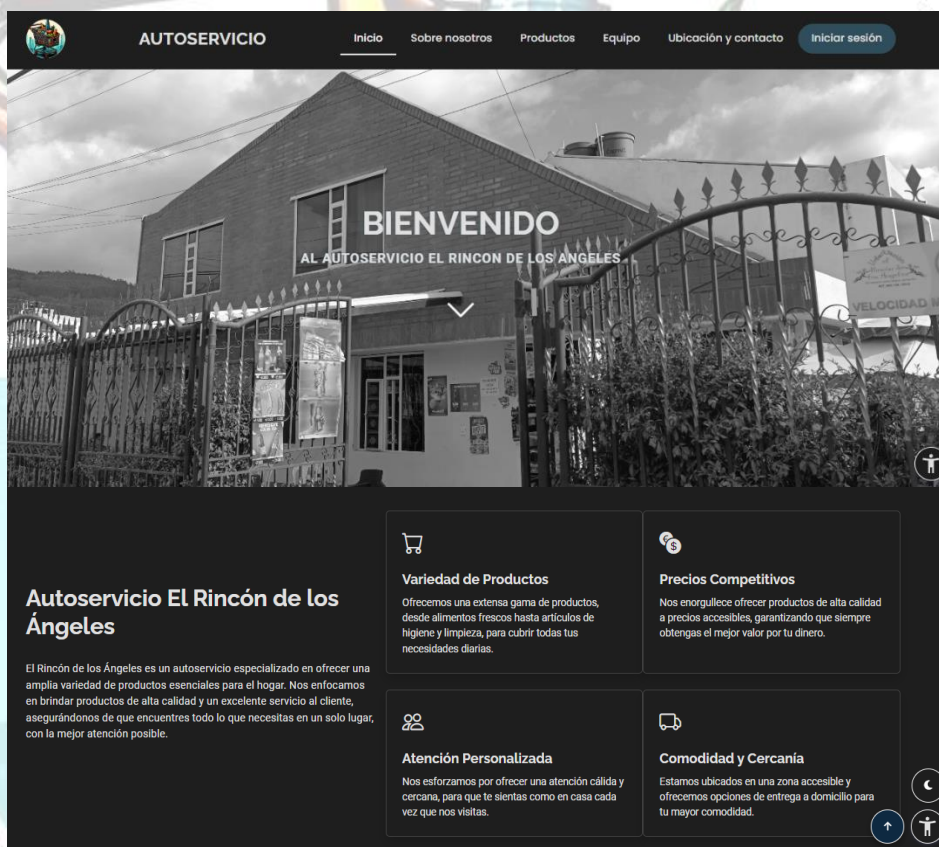 AUTOSERVICIO
Inicio
Sobre nosotros
Productos
Equipo
Ubicación y contacto
Iniciar sesión
BIENVENIDO
AL AUTOSERVICIO EL RINCON DE LOS ANGELES
VELOCIDAD M
Autoservicio El Rincón de los
Ángeles
El Rincón de los Ángeles es un autoservicio especializado en ofrecer una
amplia variedad de productos esenciales para el hogar. Nos enfocamos
en brindar productos de alta calidad y un excelente servicio al cliente,
asegurándonos de que encuentres todo lo que necesitas en un solo lugar,
con la mejor atención posible.
Variedad de Productos
Ofrecemos una extensa gama de productos,
desde alimentos frescos hasta artículos de
higiene y limpieza, para cubrir todas tus
necesidades diarias.
Precios Competitivos
Nos enorgullece ofrecer productos de alta calidad
a precios accesibles, garantizando que siempre
obtengas el mejor valor por tu dinero.
Atención Personalizada
Nos esforzamos por ofrecer una atención cálida y
cercana, para que te sientas como en casa cada
vez que nos visitas.
Comodidad y Cercanía
Estamos ubicados en una zona accesible y
ofrecemos opciones de entrega a domicilio para
tu mayor comodidad.